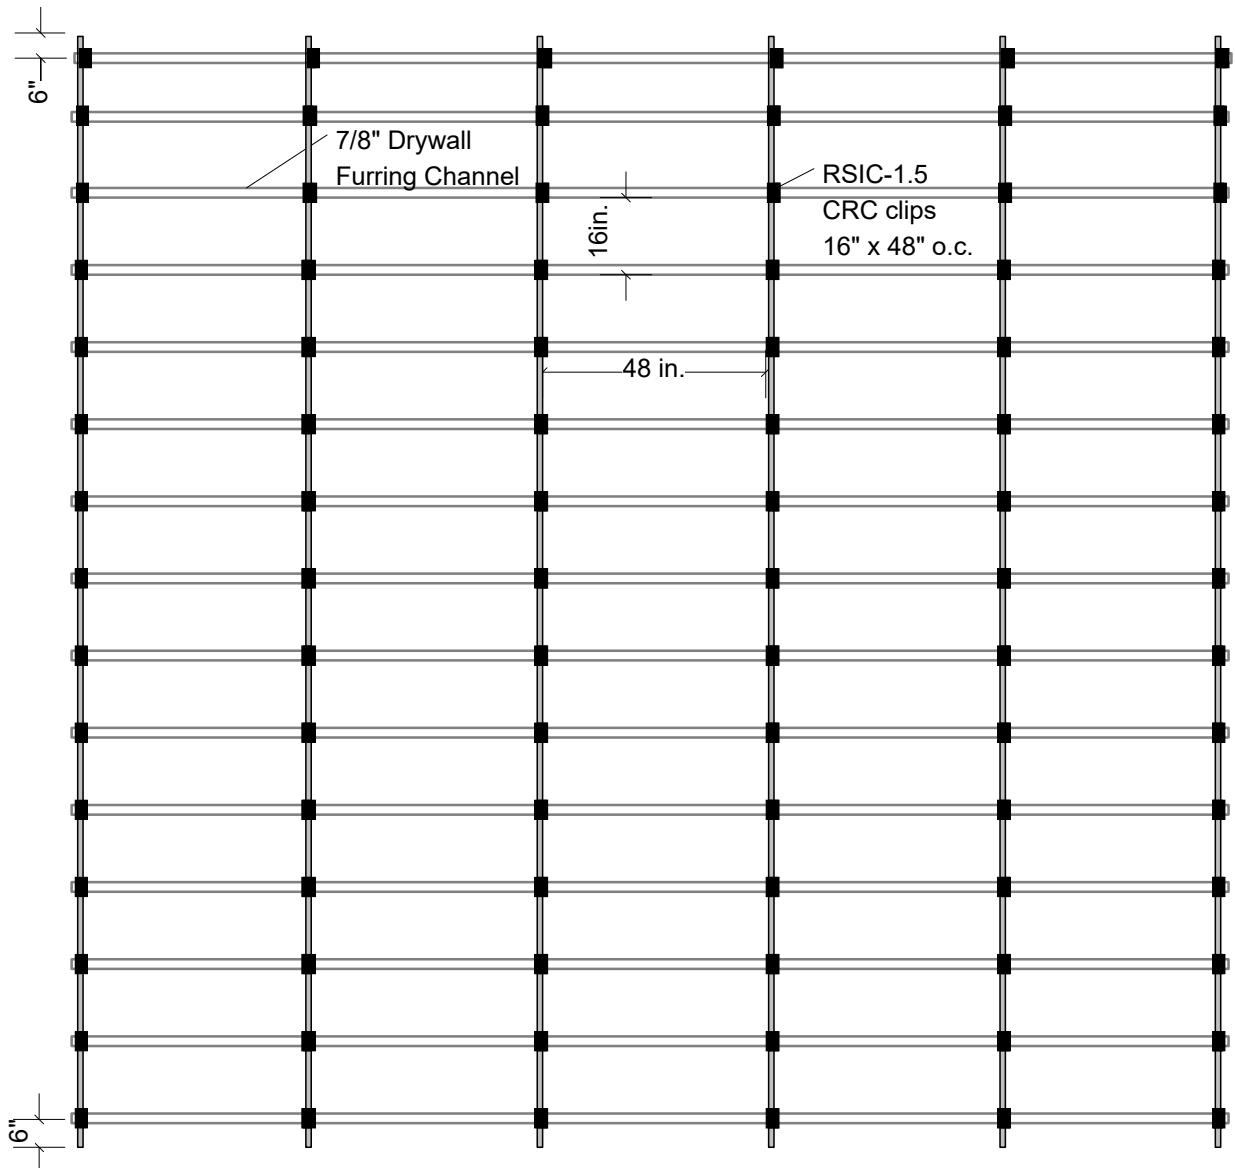 6"
7/8" Drywall
Furring Channel
RSIC-1.5
CRC clips
16" x 48" o.c.
16in.
48 in.
6"